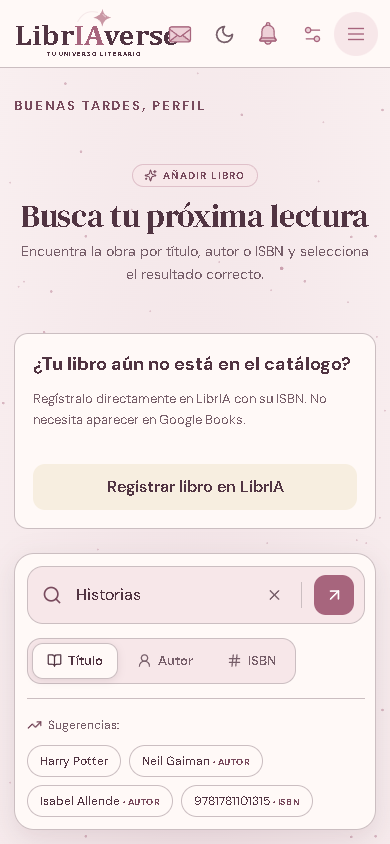 LibrIAverse
TU UNIVERSO LITERARIO
BUENAS TARDES, PERFIL
AÑADIR LIBRO
Busca tu próxima lectura
Encuentra la obra por título, autor o ISBN y selecciona
el resultado correcto.
¿Tu libro aún no está en el catálogo?
Regístralo directamente en LibrIA con su ISBN. No
necesita aparecer en Google Books.
Registrar libro en LibrIA
Historias
Título
Autor
ISBN
Sugerencias:
Harry Potter
Neil Gaiman · AUTOR
Isabel Allende · AUTOR
9781781101315 · ISBN